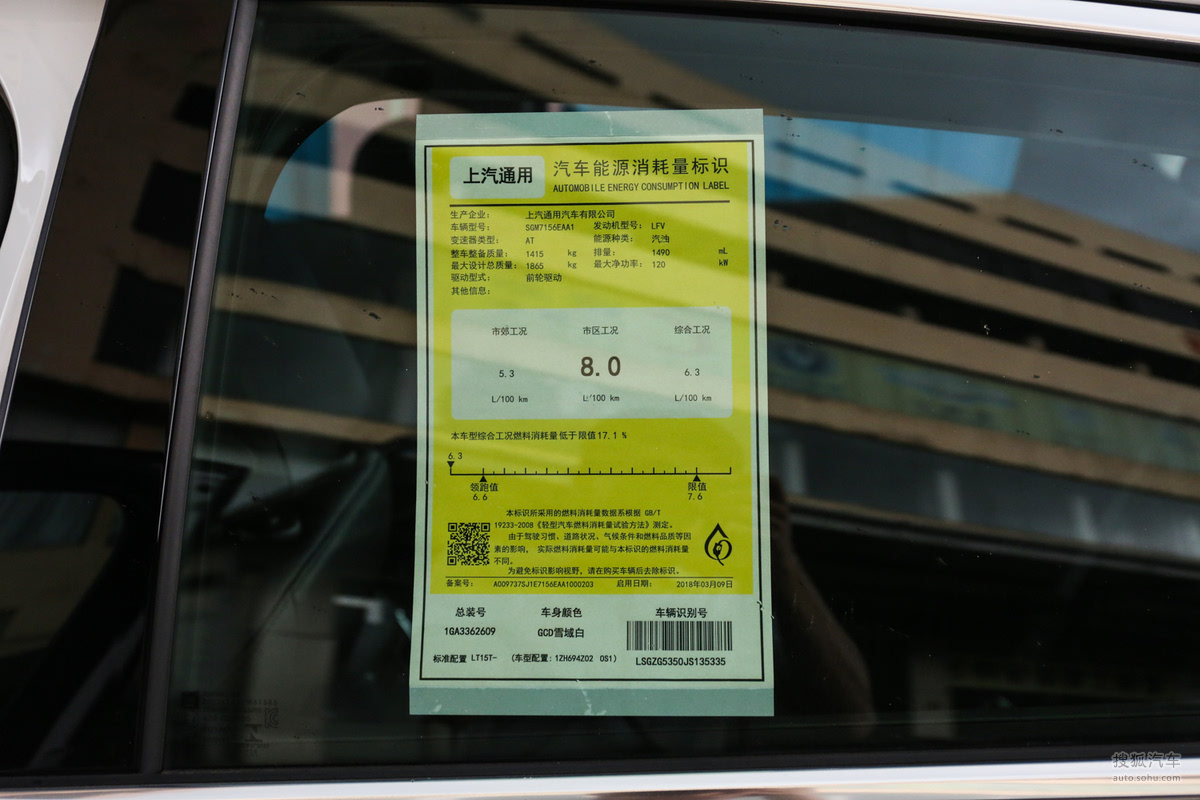 上汽通用
汽车能源消耗量标识
AUTOMOBILE ENERGY CONSUMPTION LABEL
生产企业: 上汽通用汽车有限公司
车辆型号: SGM7156EAA1 发动机型号: LFV
变速器类型: AT 能源种类: 汽油
整车整备质量: 1415 kg 排量: 1490 mL
最大设计总质量: 1865 kg 最大净功率: 120 kW
驱动型式: 前轮驱动
其他信息:
市郊工况 市区工况 综合工况
5.3 8.0 6.3
L/100 km L/100 km L/100 km
本车型综合工况燃料消耗量低于限值17.1 %
6.3
领跑值 限值
6.6 7.6
本标识所采用的燃料消耗量数据系根据 GB/T
19233-2008《轻型汽车燃料消耗量试验方法》测定。
由于驾驶习惯、道路状况、气候条件和燃料品质等因
素的影响， 实际燃料消耗量可能与本标识的燃料消耗量
不同。
为避免标识影响视野，请在购买车辆后去除标识。
备案号: A009737SJ1E7156EAA1000203 启用日期: 2018年03月09日
总装号 车身颜色 车辆识别号
1GA3362609 GCD雪域白
标准配置 LT15T- (车型配置: 1ZH694Z02 0S1) LSGZG5350JS135335
搜狐汽车
auto.sohu.com